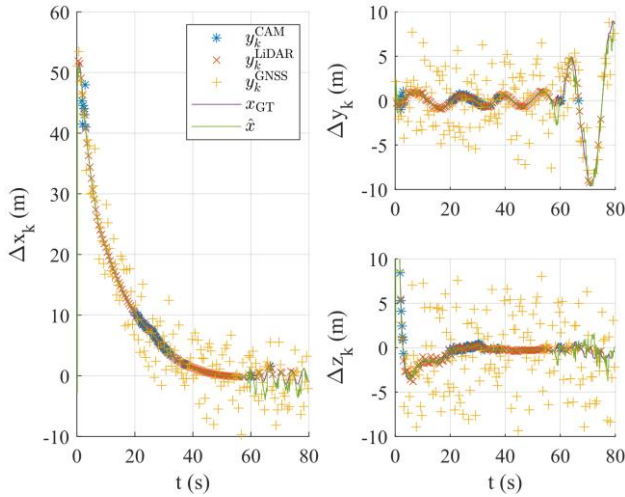 60
50
40
30
20
10
0
-10
Δx_k (m)
0 20 40 60 80
t (s)
y_k^CAM
y_k^LiDAR
y_k^GNSS
x_GT
x̂
10
5
0
-5
-10
Δy_k (m)
0 20 40 60 80
10
5
0
-5
-10
Δz_k (m)
0 20 40 60 80
t (s)